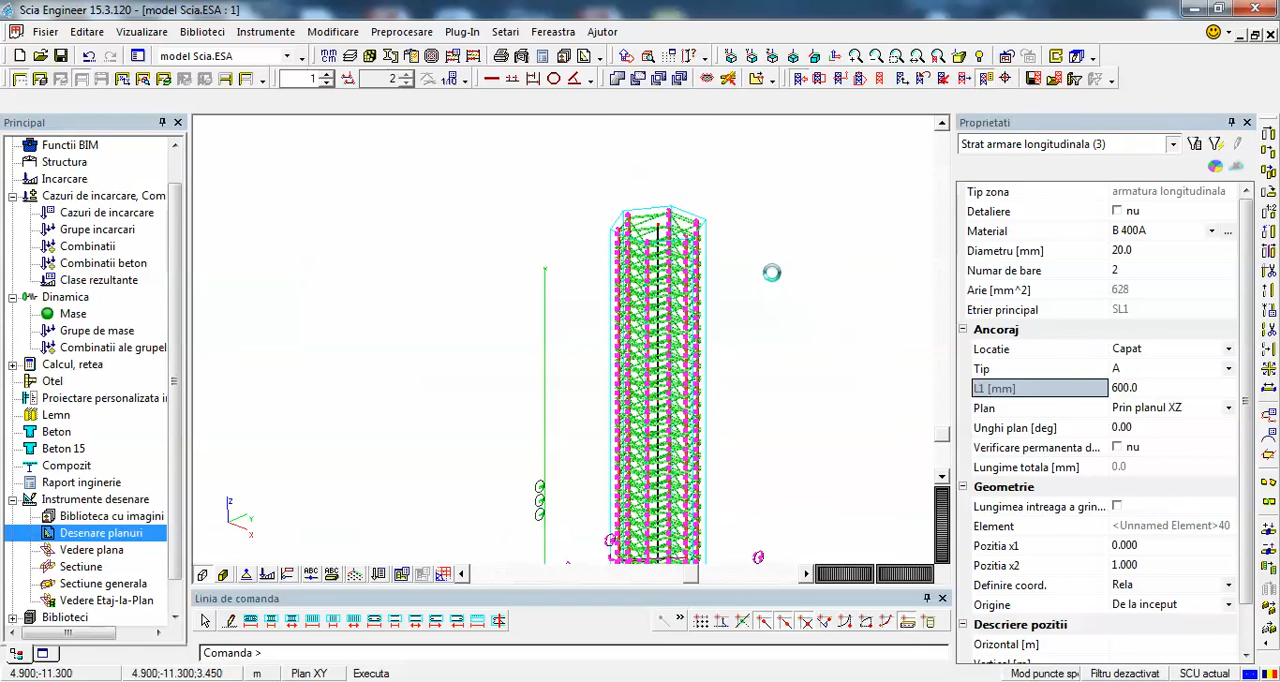 Scia Engineer 15.3.120 - [model Scia.ESA : 1]
Fisier Editare Vizualizare Biblioteci Instrumente Modificare Preprocesare Plug-In Setari Fereastra Ajutor
model Scia.ESA
1 2
Principal
Functii BIM
Structura
Incarcare
Cazuri de incarcare, Com
Cazuri de incarcare
Grupe incarcari
Combinatii
Combinatii beton
Clase rezultante
Dinamica
Mase
Grupe de mase
Combinatii ale grupel
Calcul, retea
Otel
Proiectare personalizata i
Lemn
Beton
Beton 15
Compozit
Raport inginerie
Instrumente desenare
Biblioteca cu imagini
Desenare planuri
Vedere plana
Sectiune
Sectiune generala
Vedere Etaj-la-Plan
Biblioteci
z
Y
X
ABC ABC
Linia de comanda
Comanda >
Proprietati
Strat armare longitudinala (3)
Tip zona armatura longitudinala
Detaliere nu
Material B 400A ...
Diametru [mm] 20.0
Numar de bare 2
Arie [mm^2] 628
Etrier principal SL1
Ancoraj
Locatie Capat
Tip A
L1 [mm] 600.0
Plan Prin planul XZ
Unghi plan [deg] 0.00
Verificare permanenta d... nu
Lungime totala [mm] 0.0
Geometrie
Lungimea intreaga a grin...
Element <Unnamed Element>40
Pozitia x1 0.000
Pozitia x2 1.000
Definire coord. Rela
Origine De la inceput
Descriere pozitii
Orizontal [m]
4.900;-11.300 4.900;-11.300;3.450 m Plan XY Executa Mod puncte spe Filtru dezactivat SCU actual